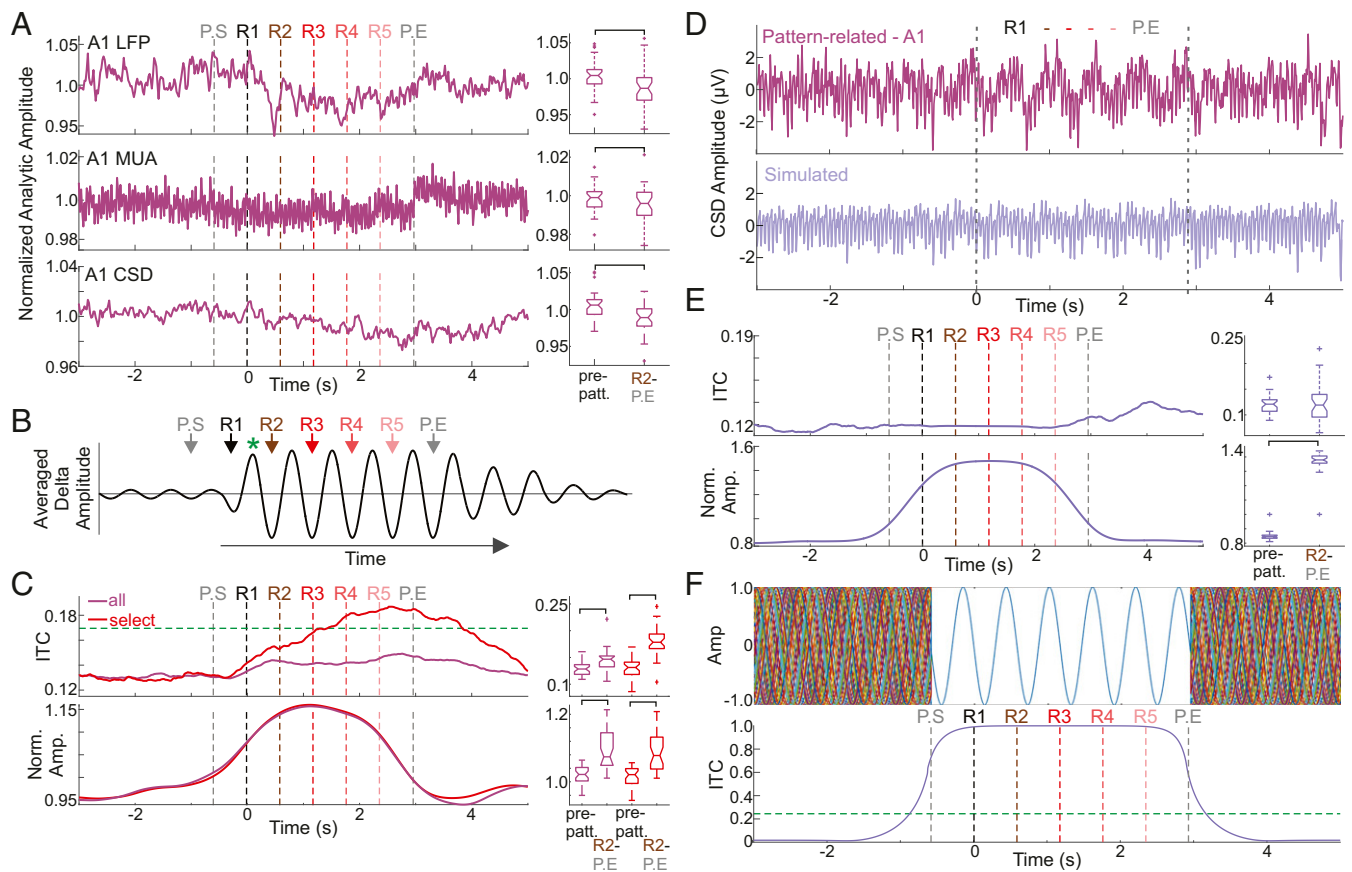 A
P.S R1 R2 R3 R4 R5 P.E
Normalized Analytic Amplitude
A1 LFP
1.05
1.0
0.95
1.05
1.0
0.95
A1 MUA
1.02
1.0
0.98
1.02
1.00
0.98
A1 CSD
1.04
1.0
0.96
1.05
1.00
0.95
-2 0 2 4
Time (s)
pre-
patt.
R2-
P.E
B
P.S R1 * R2 R3 R4 R5 P.E
Averaged
Delta
Amplitude
Time
C
all
select
P.S R1 R2 R3 R4 R5 P.E
ITC
0.18
0.12
0.25
0.1
Norm.
Amp.
1.15
0.95
1.2
1.0
-2 0 2 4
Time (s)
pre-
patt.
R2-
P.E
pre-
patt.
R2-
P.E
D
Pattern-related - A1
R1 P.E
CSD Amplitude (µV)
2
0
-2
Simulated
2
0
-2
-2 0 2 4
Time (s)
E
P.S R1 R2 R3 R4 R5 P.E
ITC
0.19
0.12
0.25
0.1
Norm.
Amp.
1.6
0.8
1.4
0.8
-2 0 2 4
Time (s)
pre-
patt.
R2-
P.E
F
Amp
1.0
0
-1.0
P.S R1 R2 R3 R4 R5 P.E
ITC
1.0
0.8
0.6
0.4
0.2
0
-2 0 2 4
Time (s)